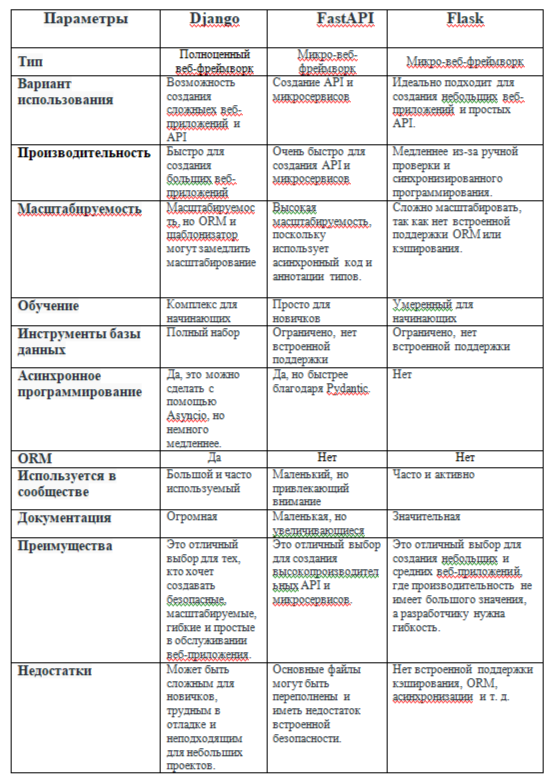 Параметры Django FastAPI Flask
Тип Полноценный веб-фреймворк Микро-веб-фреймворк Микро-веб-фреймворк
Вариант использования
Возможность
создания
сложныех веб-
приложений и
API
Создание API и
микросервисов
Идеально подходит для
создания небольших веб-
приложений и простых
API.
Производительность
Быстро для
создания
больших веб-
приложений
Очень быстро для
создания API и
микросервисов
Медленнее из-за ручной
проверки и
синхронизированного
программирования.
Масштабируемость
Масштабируемос
ть, но ORM и
шаблонизатор
могут замедлить
масштабирование
Высокая
масштабируемость,
поскольку
использует
асинхронный код и
аннотации типов.
Сложно масштабировать,
так как нет встроенной
поддержки ORM или
кэширования.
Обучение
Комплекс для
начинающих
Просто для
новичков
Умеренный для
начинающих
Инструменты базы
данных
Полный набор
Ограничено, нет
встроенной
поддержки
Ограничено, нет
встроенной поддержки
Асинхронное
программирование
Да, это можно
сделать с
помощью
Asyncio, но
немного
медленнее.
Да, но быстрее
благодаря Pydantic.
Нет
ORM Да Нет Нет
Используется в
сообществе
Большой и часто
используемый
Маленький, но
привлекающий
внимание
Часто и активно
Документация
Огромная
Маленькая, но
увеличивающиеся
Значительная
Преимущества
Это отличный
выбор для тех,
кто хочет
создавать
безопасные,
масштабируемые,
гибкие и простые
в обслуживании
веб-приложения.
Это отличный выбор
для создания
высокопроизводител
ьных API и
микросервисов.
Это отличный выбор для
создания небольших и
средних веб-приложений,
где производительность не
имеет большого значения,
а разработчику нужна
гибкость.
Недостатки
Может быть
сложным для
новичков,
трудным в
отладке и
неподходящим
для небольших
проектов.
Основные файлы
могут быть
переполнены и
иметь недостаток
встроенной
безопасности.
Нет встроенной поддержки
кэширования, ORM,
асинхронизации и т. д.